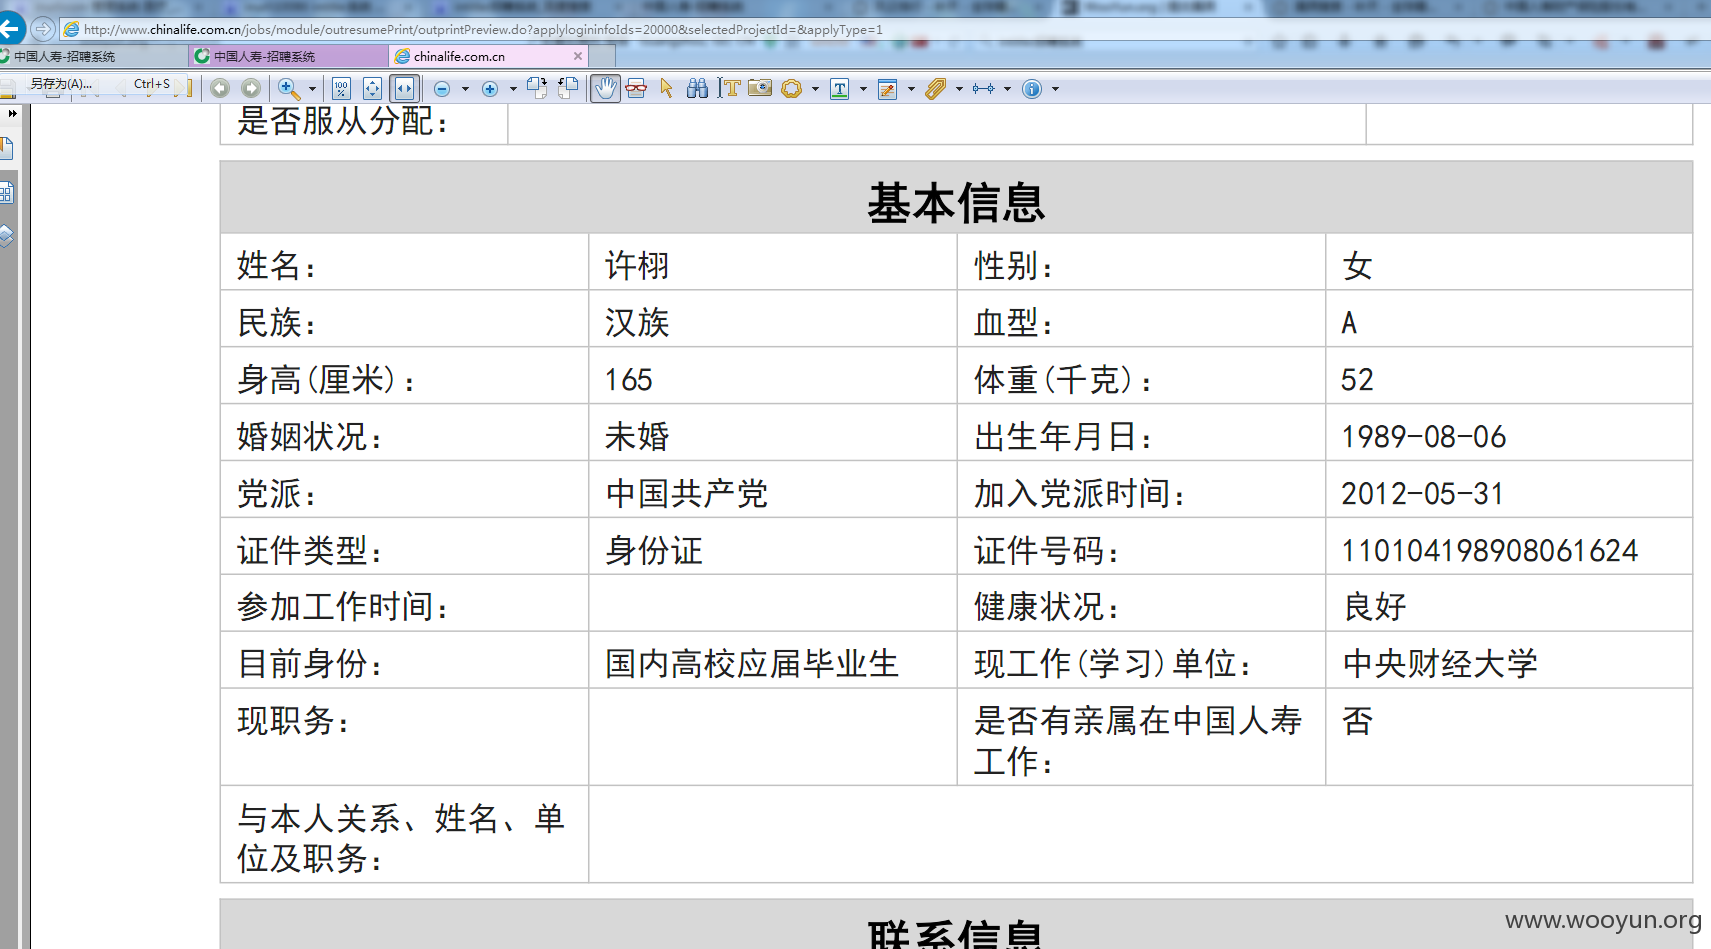 http://www.chinalife.com.cn/jobs/module/outresumePrint/outprintPreview.do?applylogininfoIds=20000&selectedProjectId=&applyType=1
中国人寿-招聘系统 中国人寿-招聘系统 chinalife.com.cn
另存为(A)... Ctrl+S
是否服从分配：
基本信息
姓名： 许栩 性别： 女
民族： 汉族 血型： A
身高(厘米)： 165 体重(千克)： 52
婚姻状况： 未婚 出生年月日： 1989-08-06
党派： 中国共产党 加入党派时间： 2012-05-31
证件类型： 身份证 证件号码： 110104198908061624
参加工作时间： 健康状况： 良好
目前身份： 国内高校应届毕业生 现工作(学习)单位： 中央财经大学
现职务： 是否有亲属在中国人寿 否
工作：
与本人关系、姓名、单
位及职务：
联系信息
www.wooyun.org